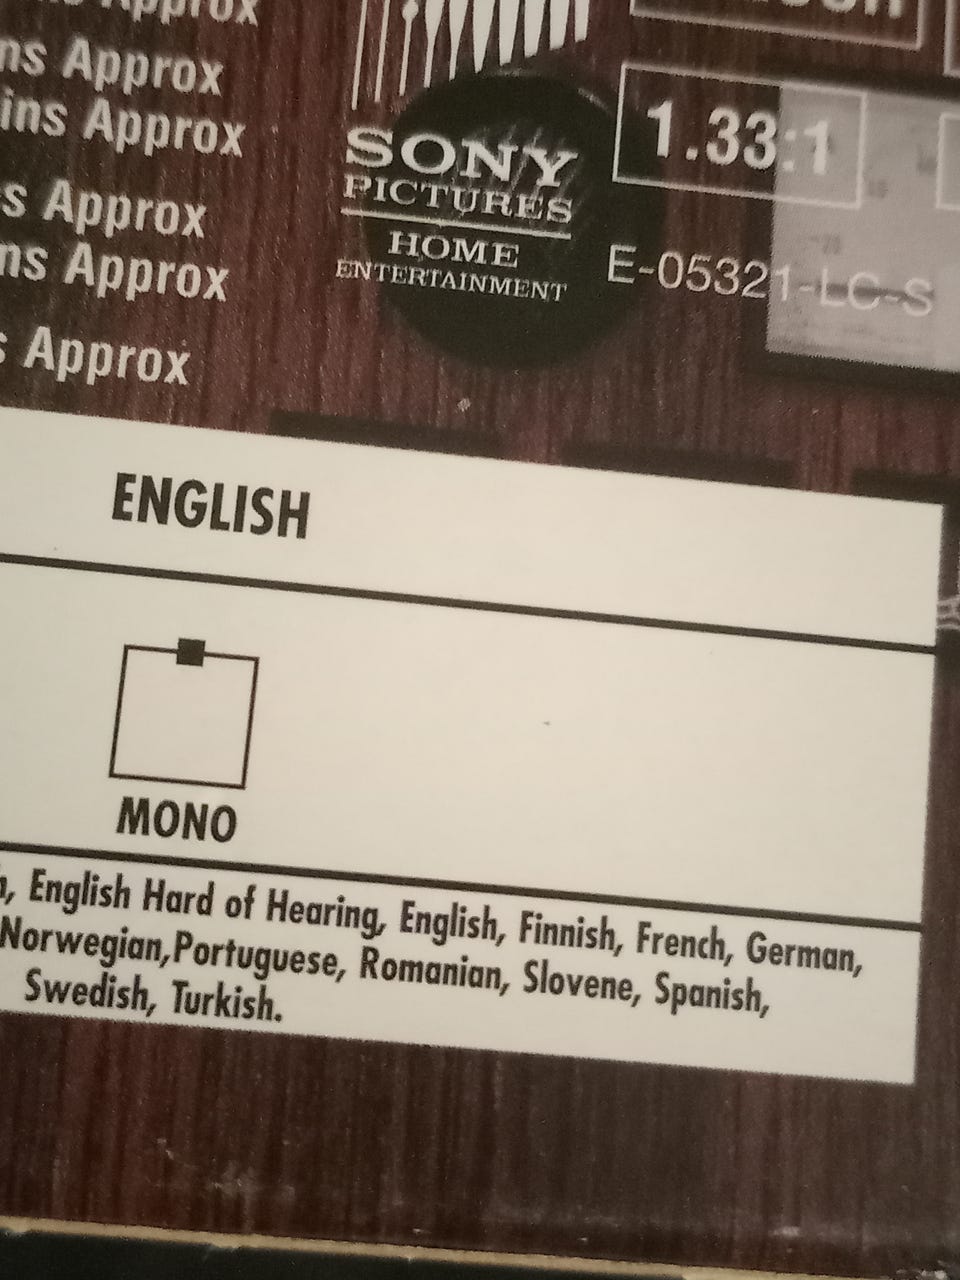 Approx
ns Approx
ins Approx
s Approx
ns Approx
s Approx
SONY
PICTURES
HOME
ENTERTAINMENT
1.33:1
E-05321-LC-S
ENGLISH
MONO
, English Hard of Hearing, English, Finnish, French, German,
Norwegian,Portuguese, Romanian, Slovene, Spanish,
Swedish, Turkish.